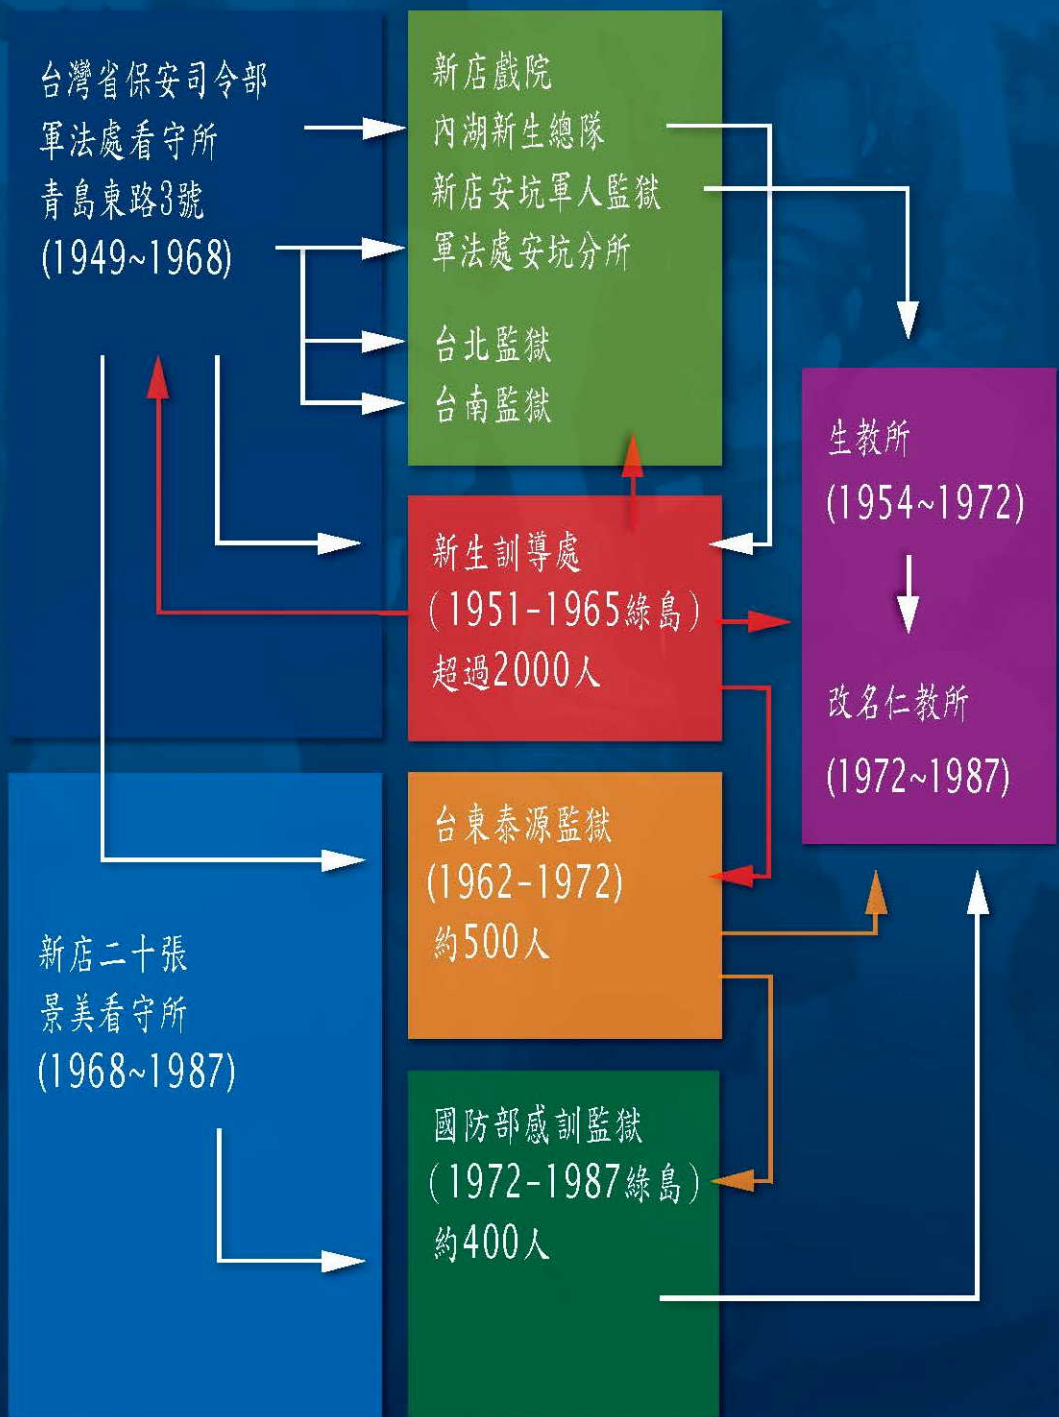 台灣省保安司令部
軍法處看守所
青島東路3號
(1949~1968)
新店戲院
內湖新生總隊
新店安坑軍人監獄
軍法處安坑分所
台北監獄
台南監獄
新生訓導處
（1951-1965綠島）
超過2000人
生教所
(1954~1972)
改名仁教所
(1972~1987)
台東泰源監獄
(1962-1972)
約500人
新店二十張
景美看守所
(1968~1987)
國防部感訓監獄
（1972-1987綠島）
約400人